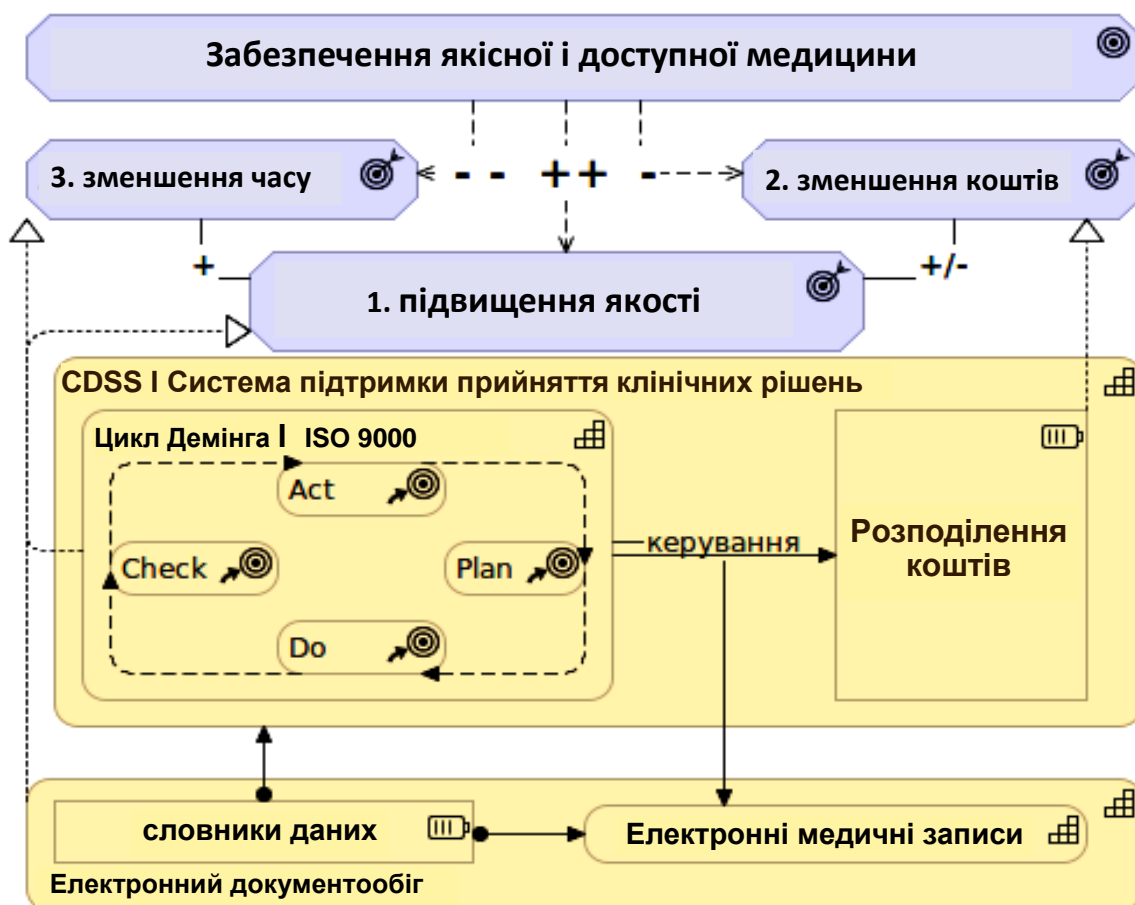 Забезпечення якісної і доступної медицини
3. зменшення часу
- - ++ -
2. зменшення коштів
+
+/-
1. підвищення якості
CDSS I Система підтримки прийняття клінічних рішень
Цикл Демінга I ISO 9000
Act
Check
Plan
Do
керування
Розподілення
коштів
словники даних
Електронні медичні записи
Електронний документообіг